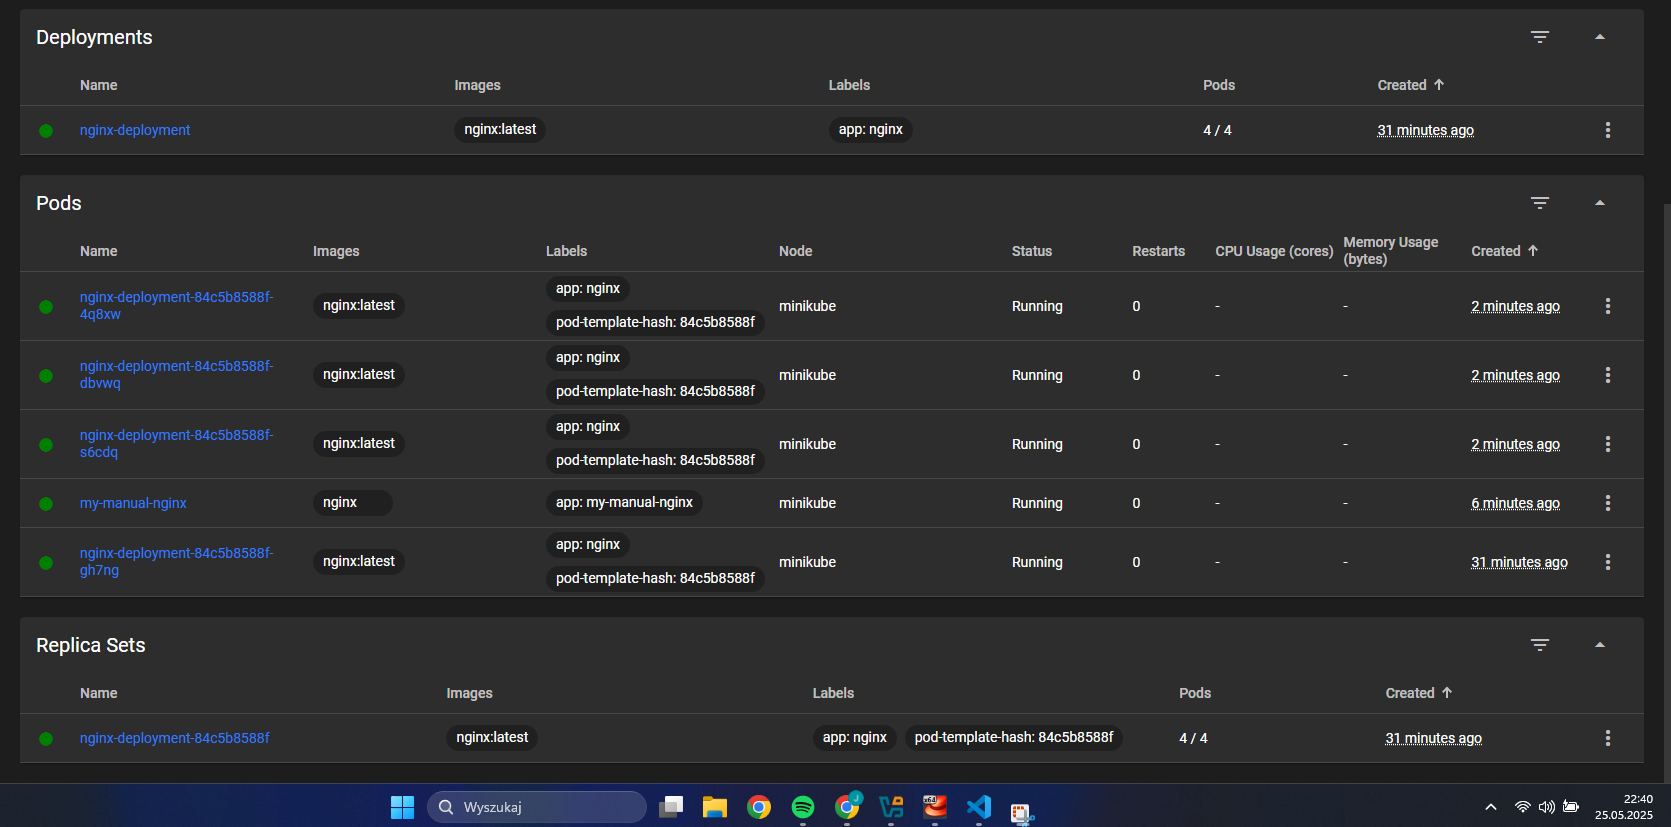 Deployments
Name Images Labels Pods Created
nginx-deployment nginx:latest app: nginx 4 / 4 31 minutes ago
Pods
Name Images Labels Node Status Restarts CPU Usage (cores) Memory Usage (bytes) Created
nginx-deployment-84c5b8588f-4q8xw nginx:latest app: nginx pod-template-hash: 84c5b8588f minikube Running 0 - - 2 minutes ago
nginx-deployment-84c5b8588f-dbvwq nginx:latest app: nginx pod-template-hash: 84c5b8588f minikube Running 0 - - 2 minutes ago
nginx-deployment-84c5b8588f-s6cdq nginx:latest app: nginx pod-template-hash: 84c5b8588f minikube Running 0 - - 2 minutes ago
my-manual-nginx nginx app: my-manual-nginx minikube Running 0 - - 6 minutes ago
nginx-deployment-84c5b8588f-gh7ng nginx:latest app: nginx pod-template-hash: 84c5b8588f minikube Running 0 - - 31 minutes ago
Replica Sets
Name Images Labels Pods Created
nginx-deployment-84c5b8588f nginx:latest app: nginx pod-template-hash: 84c5b8588f 4 / 4 31 minutes ago
Wyszukaj J x64 22:40
25.05.2025